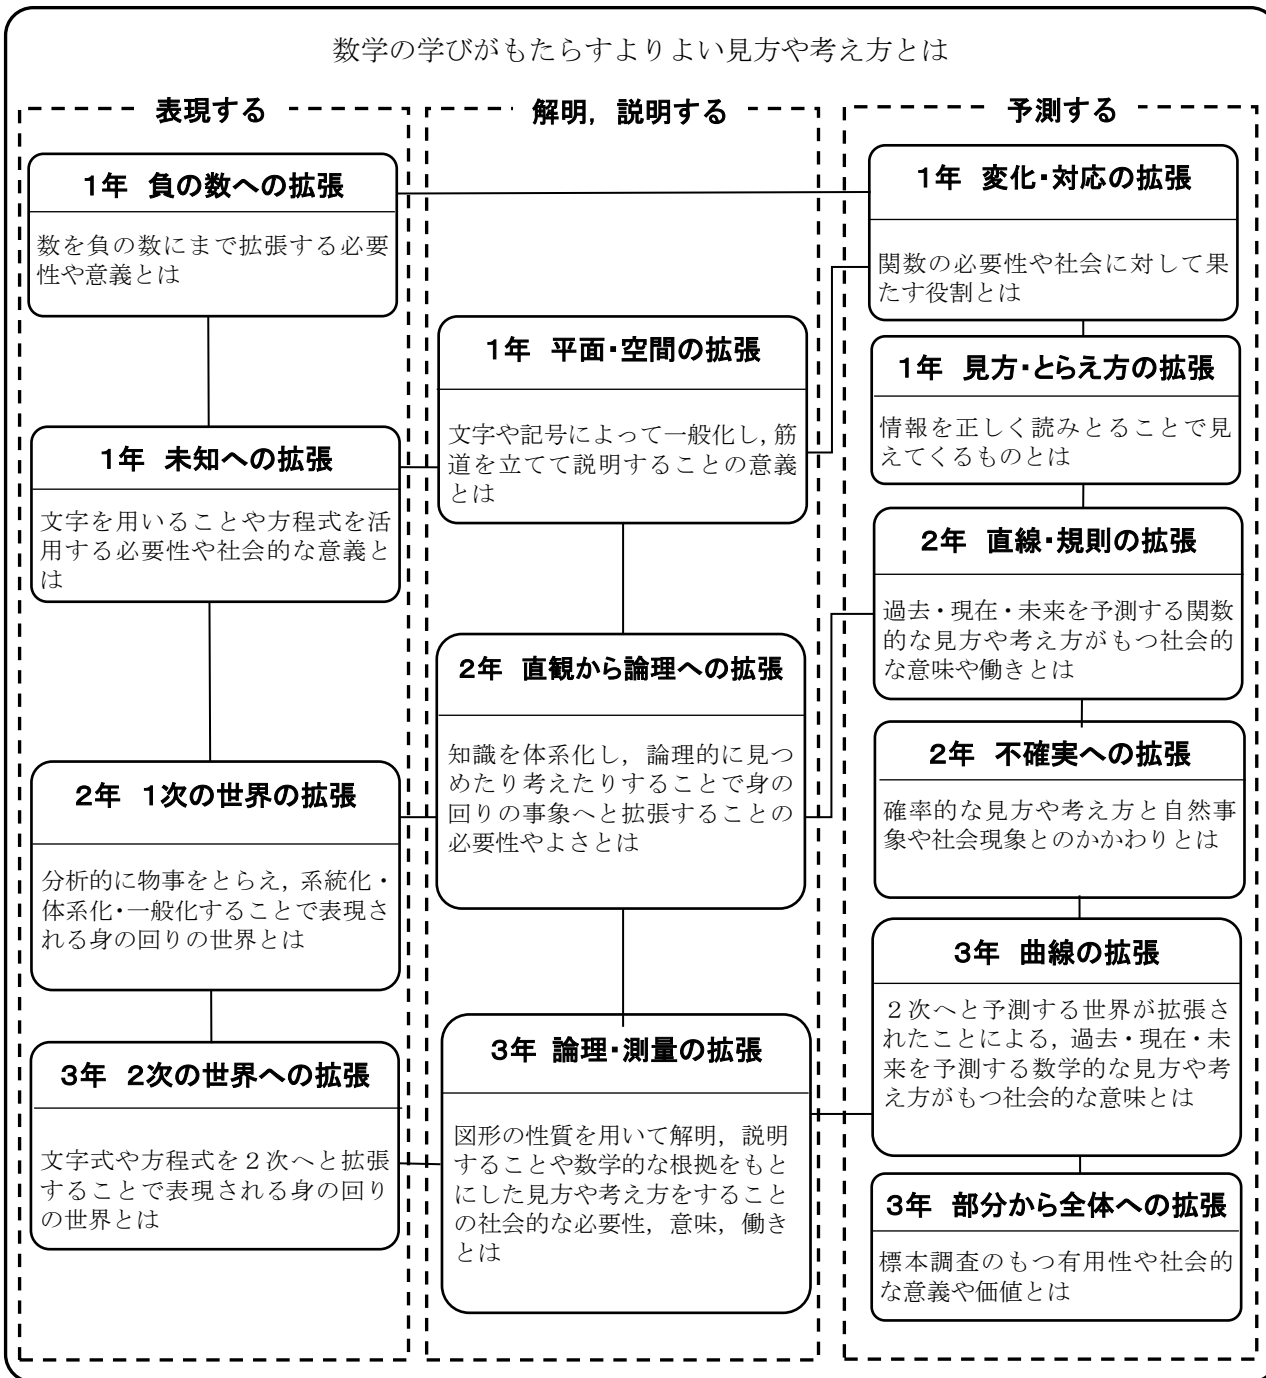 数学の学びがもたらすよりよい見方や考え方とは
表現する
1年 負の数への拡張
数を負の数にまで拡張する必要
性や意義とは
1年 未知への拡張
文字を用いることや方程式を活
用する必要性や社会的な意義と
は
2年 1次の世界の拡張
分析的に物事をとらえ,系統化・
体系化・一般化することで表現さ
れる身の回りの世界とは
3年 2次の世界への拡張
文字式や方程式を2次へと拡張
することで表現される身の回り
の世界とは
解明,説明する
1年 平面・空間の拡張
文字や記号によって一般化し,筋
道を立てて説明することの意義
とは
2年 直観から論理への拡張
知識を体系化し,論理的に見つ
めたり考えたりすることで身の
回りの事象へと拡張することの
必要性やよさとは
3年 論理・測量の拡張
図形の性質を用いて解明,説明
することや数学的な根拠をもと
にした見方や考え方をすること
の社会的な必要性,意味,働き
とは
予測する
1年 変化・対応の拡張
関数の必要性や社会に対して果
たす役割とは
1年 見方・とらえ方の拡張
情報を正しく読みとることで見
えてくるものとは
2年 直線・規則の拡張
過去・現在・未来を予測する関数
的な見方や考え方がもつ社会的
な意味や働きとは
2年 不確実への拡張
確率的な見方や考え方と自然事
象や社会現象とのかかわりとは
3年 曲線の拡張
2次へと予測する世界が拡張さ
れたことによる,過去・現在・未
来を予測する数学的な見方や考
え方がもつ社会的な意味とは
3年 部分から全体への拡張
標本調査のもつ有用性や社会的
な意義や価値とは